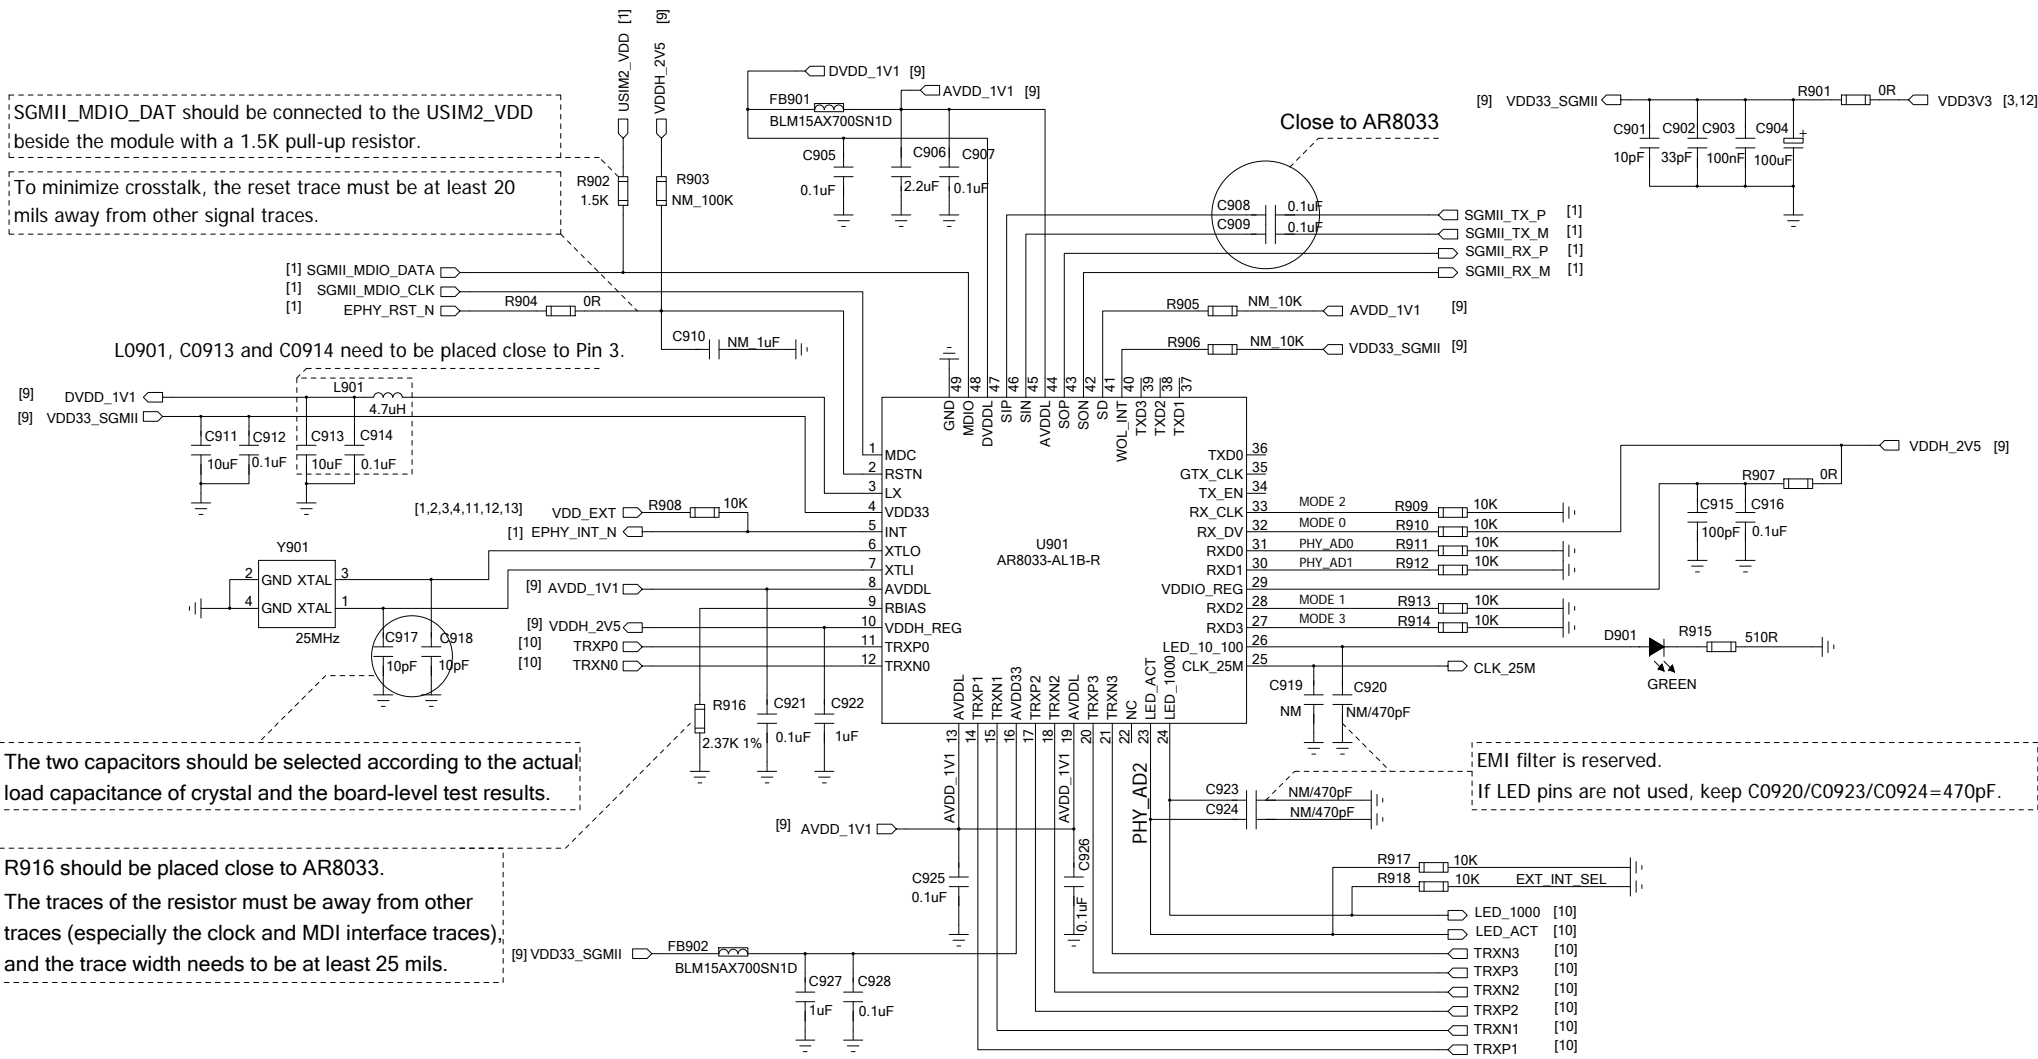 USIM2_VDD [1]
VDDH_2V5 [9]
DVDD_1V1 [9]
AVDD_1V1 [9]
FB901
BLM15AX700SN1D
SGMII_MDIO_DAT should be connected to the USIM2_VDD
beside the module with a 1.5K pull-up resistor.
To minimize crosstalk, the reset trace must be at least 20
mils away from other signal traces.
R902
1.5K
R903
NM_100K
C905
0.1uF
C906
2.2uF
C907
0.1uF
Close to AR8033
C908 0.1uF
C909 0.1uF
SGMII_TX_P [1]
SGMII_TX_M [1]
SGMII_RX_P [1]
SGMII_RX_M [1]
[9] VDD33_SGMII
R901 0R
VDD3V3 [3,12]
C901 C902 C903 C904
10pF 33pF 100nF 100uF
+
[1] SGMII_MDIO_DATA
[1] SGMII_MDIO_CLK
[1] EPHY_RST_N
R904 0R
C910 NM_1uF
R905 NM_10K AVDD_1V1 [9]
R906 NM_10K VDD33_SGMII [9]
L0901, C0913 and C0914 need to be placed close to Pin 3.
[9] DVDD_1V1
[9] VDD33_SGMII
L901
4.7uH
C911 C912 C913 C914
10uF 0.1uF 10uF 0.1uF
49 48 47 46 45 44 43 42 41 40 39 38 37
GND MDIO DVDDL SIP SIN AVDDL SOP SON SD WOL_INT TXD3 TXD2 TXD1
1 MDC
2 RSTN
3 LX
4 VDD33
5 INT
6 XTLO
7 XTLI
8 AVDDL
9 RBIAS
10 VDDH_REG
11 TRXP0
12 TRXN0
U901
AR8033-AL1B-R
TXD0 36
GTX_CLK 35
TX_EN 34
RX_CLK 33 MODE 2 R909 10K
RX_DV 32 MODE 0 R910 10K
RXD0 31 PHY_AD0 R911 10K
RXD1 30 PHY_AD1 R912 10K
VDDIO_REG 29
RXD2 28 MODE 1 R913 10K
RXD3 27 MODE 3 R914 10K
LED_10_100 26
CLK_25M 25
VDDH_2V5 [9]
R907 0R
C915 C916
100pF 0.1uF
D901
GREEN
R915 510R
CLK_25M
C919
NM
C920
NM/470pF
[1,2,3,4,11,12,13] VDD_EXT R908 10K
[1] EPHY_INT_N
Y901
2 GND XTAL 3
4 GND XTAL 1
25MHz
C917 C918
10pF 10pF
[9] AVDD_1V1
[9] VDDH_2V5
[10] TRXP0
[10] TRXN0
R916
2.37K 1%
C921
0.1uF
C922
1uF
AVDDL TRXP1 TRXN1 AVDD33 TRXP2 TRXN2 AVDDL TRXP3 TRXN3 NC LED_ACT LED_1000
13 14 15 16 17 18 19 20 21 22 23 24
AVDD_1V1
AVDD_1V1
PHY_AD2
The two capacitors should be selected according to the actual
load capacitance of crystal and the board-level test results.
EMI filter is reserved.
If LED pins are not used, keep C0920/C0923/C0924=470pF.
C923 NM/470pF
C924 NM/470pF
[9] AVDD_1V1
C925
0.1uF
C926
0.1uF
R916 should be placed close to AR8033.
The traces of the resistor must be away from other
traces (especially the clock and MDI interface traces),
and the trace width needs to be at least 25 mils.
R917 10K
R918 10K EXT_INT_SEL
LED_1000 [10]
LED_ACT [10]
TRXN3 [10]
TRXP3 [10]
TRXN2 [10]
TRXP2 [10]
TRXN1 [10]
TRXP1 [10]
[9] VDD33_SGMII
FB902
BLM15AX700SN1D
C927 C928
1uF 0.1uF